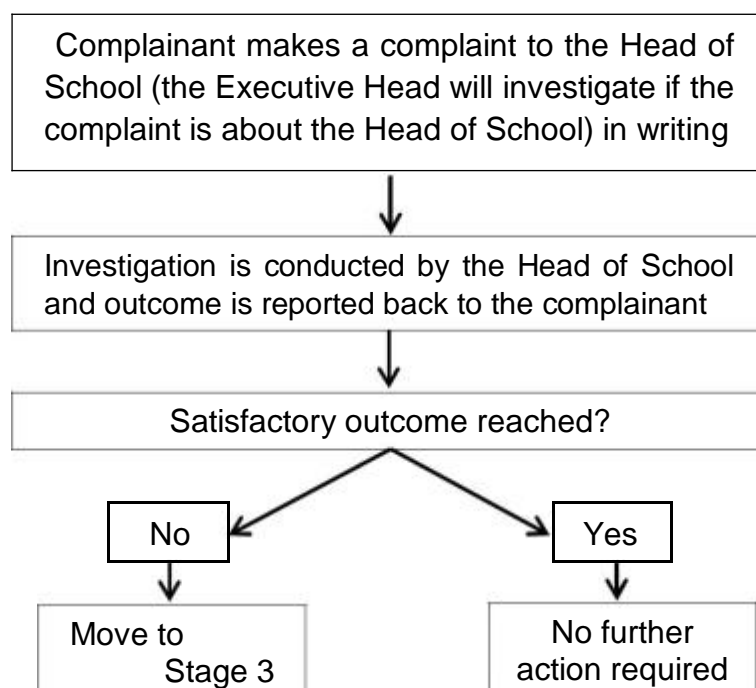 Complainant makes a complaint to the Head of
School (the Executive Head will investigate if the
complaint is about the Head of School) in writing
Investigation is conducted by the Head of School
and outcome is reported back to the complainant
Satisfactory outcome reached?
No
Yes
Move to
Stage 3
No further
action required